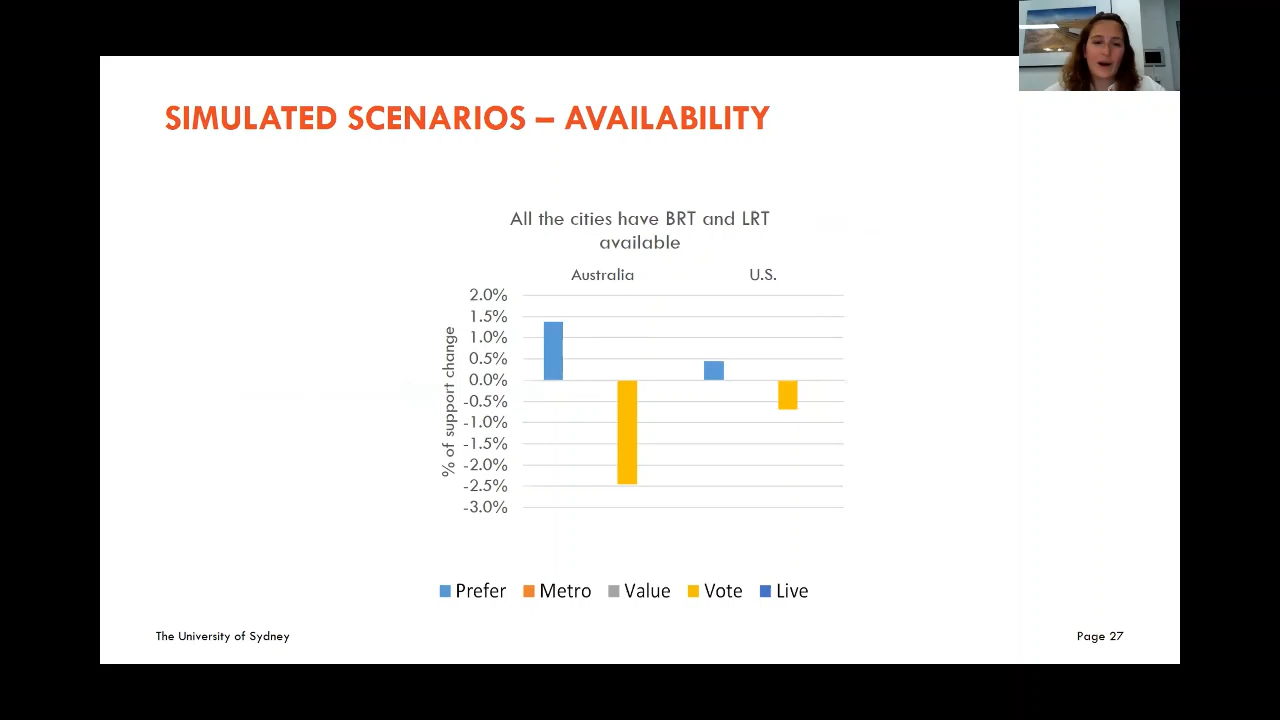 SIMULATED SCENARIOS – AVAILABILITY
All the cities have BRT and LRT
available
Australia
U.S.
% of support change
2.0%
1.5%
1.0%
0.5%
0.0%
-0.5%
-1.0%
-1.5%
-2.0%
-2.5%
-3.0%
Prefer Metro Value Vote Live
The University of Sydney
Page 27